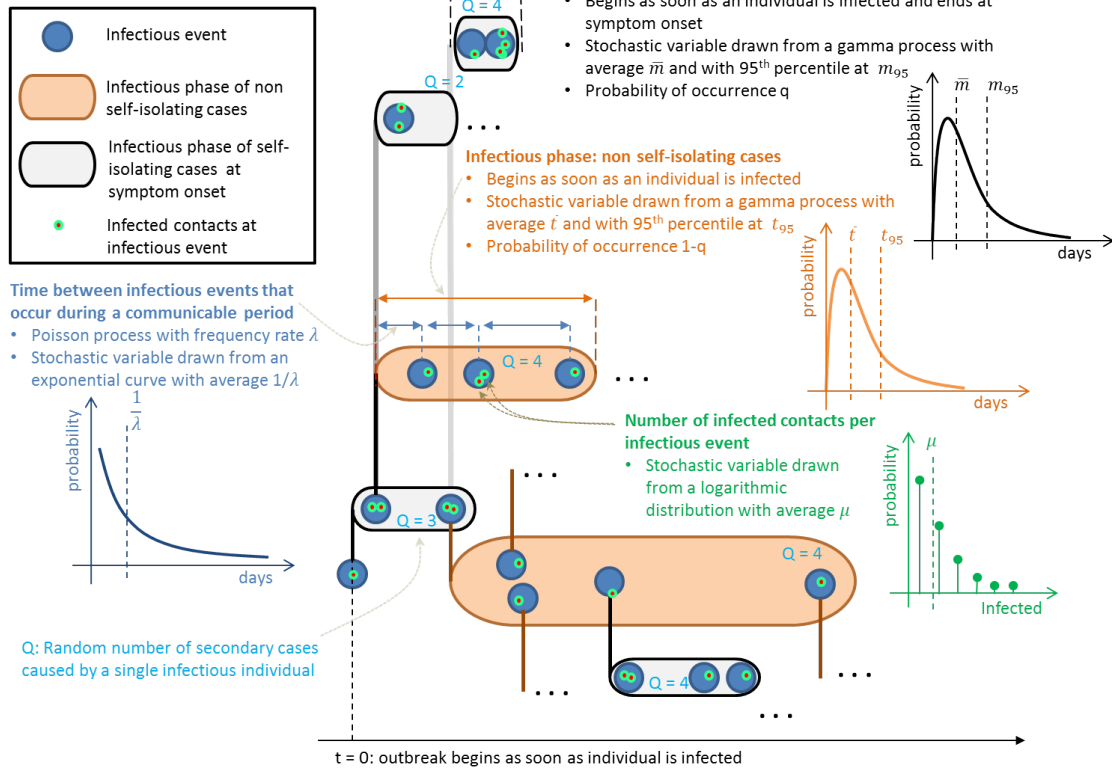 Q = 4
• Begins as soon as an individual is infected and ends at
symptom onset
• Stochastic variable drawn from a gamma process with
average m̅ and with 95th percentile at m₉₅
• Probability of occurrence q
Infectious event
Infectious phase of non
self-isolating cases
Infectious phase of self-
isolating cases at
symptom onset
Infected contacts at
infectious event
Q = 2
...
probability
m̅
m₉₅
days
Infectious phase: non self-isolating cases
• Begins as soon as an individual is infected
• Stochastic variable drawn from a gamma process with
average t̄ and with 95th percentile at t₉₅
• Probability of occurrence 1-q
probability
t̄
t₉₅
days
Time between infectious events that
occur during a communicable period
• Poisson process with frequency rate λ
• Stochastic variable drawn from an
exponential curve with average 1/λ
Q = 4
...
probability
1/λ
days
Number of infected contacts per
infectious event
• Stochastic variable drawn
from a logarithmic
distribution with average μ
probability
μ
Infected
...
Q = 3
Q = 4
Q: Random number of secondary cases
caused by a single infectious individual
...
Q = 4
...
...
t = 0: outbreak begins as soon as individual is infected